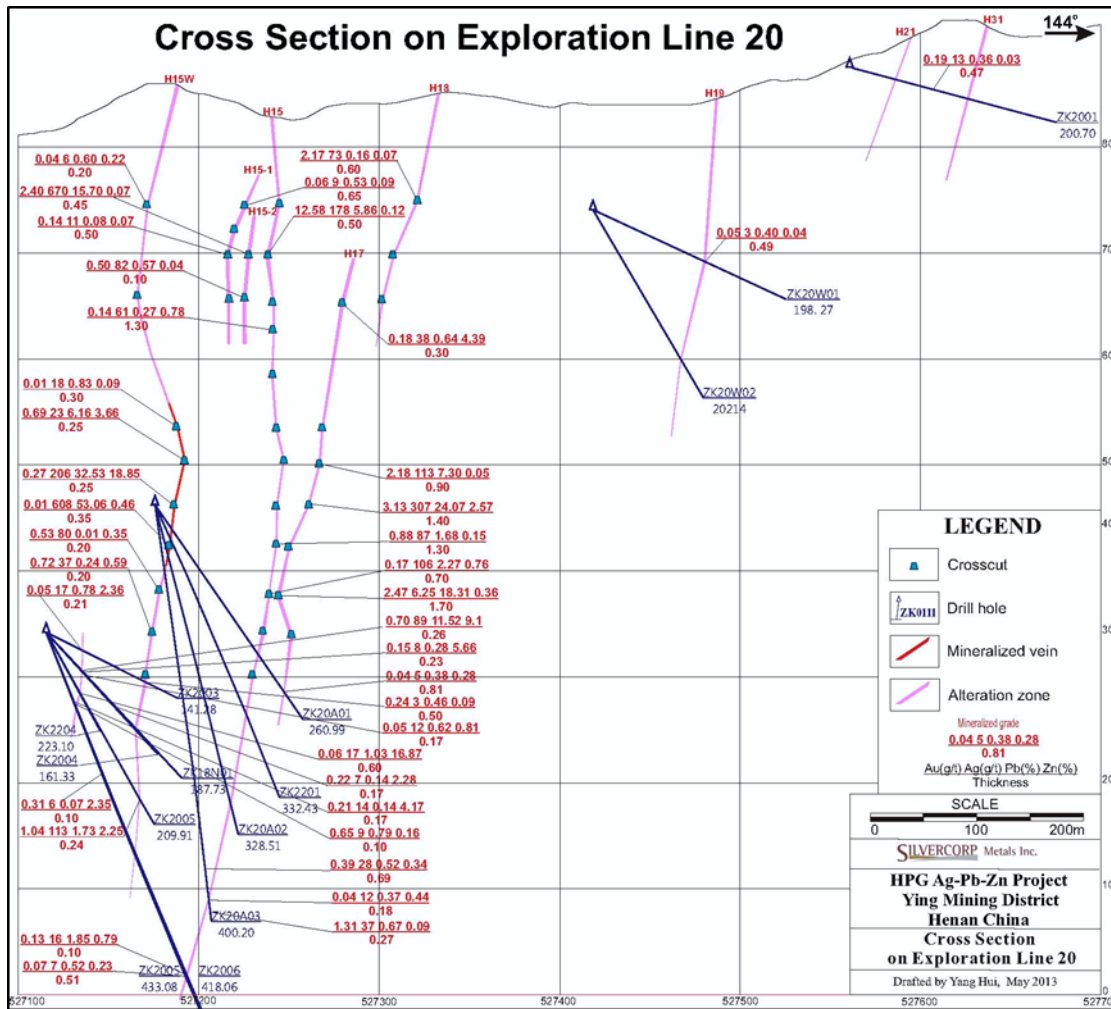 Cross Section on Exploration Line 20
144°
H31
H21
H15W
H18
H19
H15
0.19 13 0.36 0.03
0.47
ZK2001
200.70
0.04 6 0.60 0.22
0.20
2.17 73 0.16 0.07
0.60
H15-1
0.06 9 0.53 0.09
0.65
2.40 670 15.70 0.07
0.45
H15-2
12.58 178 5.86 0.12
0.50
0.14 11 0.08 0.07
0.50
H17
0.05 3 0.40 0.04
0.49
0.50 82 0.57 0.04
0.10
ZK20W01
198.27
0.14 61 0.27 0.78
1.30
0.18 38 0.64 4.39
0.30
0.01 18 0.83 0.09
0.30
ZK20W02
20214
0.69 23 6.16 3.66
0.25
0.27 206 32.53 18.85
0.25
2.18 113 7.30 0.05
0.90
0.01 608 53.06 0.46
0.35
3.13 307 24.07 2.57
1.40
0.53 80 0.01 0.35
0.20
0.88 87 1.68 0.15
1.30
0.72 37 0.24 0.59
0.20
0.17 106 2.27 0.76
0.70
0.05 17 0.78 2.36
0.21
2.47 6.25 18.31 0.36
1.70
0.70 89 11.52 9.1
0.26
0.15 8 0.28 5.66
0.23
0.04 5 0.38 0.28
0.81
0.24 3 0.46 0.09
0.50
0.05 12 0.62 0.81
0.17
ZK2003
141.28
ZK20A01
260.99
ZK2204
223.10
ZK2004
161.33
ZK18N01
187.73
0.06 17 1.03 16.87
0.60
0.22 7 0.14 2.28
0.17
ZK2201
332.43
0.21 14 0.14 4.17
0.17
0.31 6 0.07 2.35
0.10
ZK2005
209.91
ZK20A02
328.51
0.65 9 0.79 0.16
0.10
1.04 113 1.73 2.25
0.24
0.39 28 0.52 0.34
0.69
0.04 12 0.37 0.44
0.18
ZK20A03
400.20
1.31 37 0.67 0.09
0.27
0.13 16 1.85 0.79
0.10
0.07 7 0.52 0.23
0.51
ZK2005
433.08
ZK2006
418.06
527100
527200
527300
527400
527500
527600
52770
80
70
60
50
40
30
20
10
0
LEGEND
Crosscut
ZK0111
Drill hole
Mineralized vein
Alteration zone
Mineralized grade
0.04 5 0.38 0.28
0.81
Au(g/t) Ag(g/t) Pb(%) Zn(%)
Thickness
SCALE
0 100 200m
SILVERCORP Metals Inc.
HPG Ag-Pb-Zn Project
Ying Mining District
Henan China
Cross Section
on Exploration Line 20
Drafted by Yang Hui, May 2013